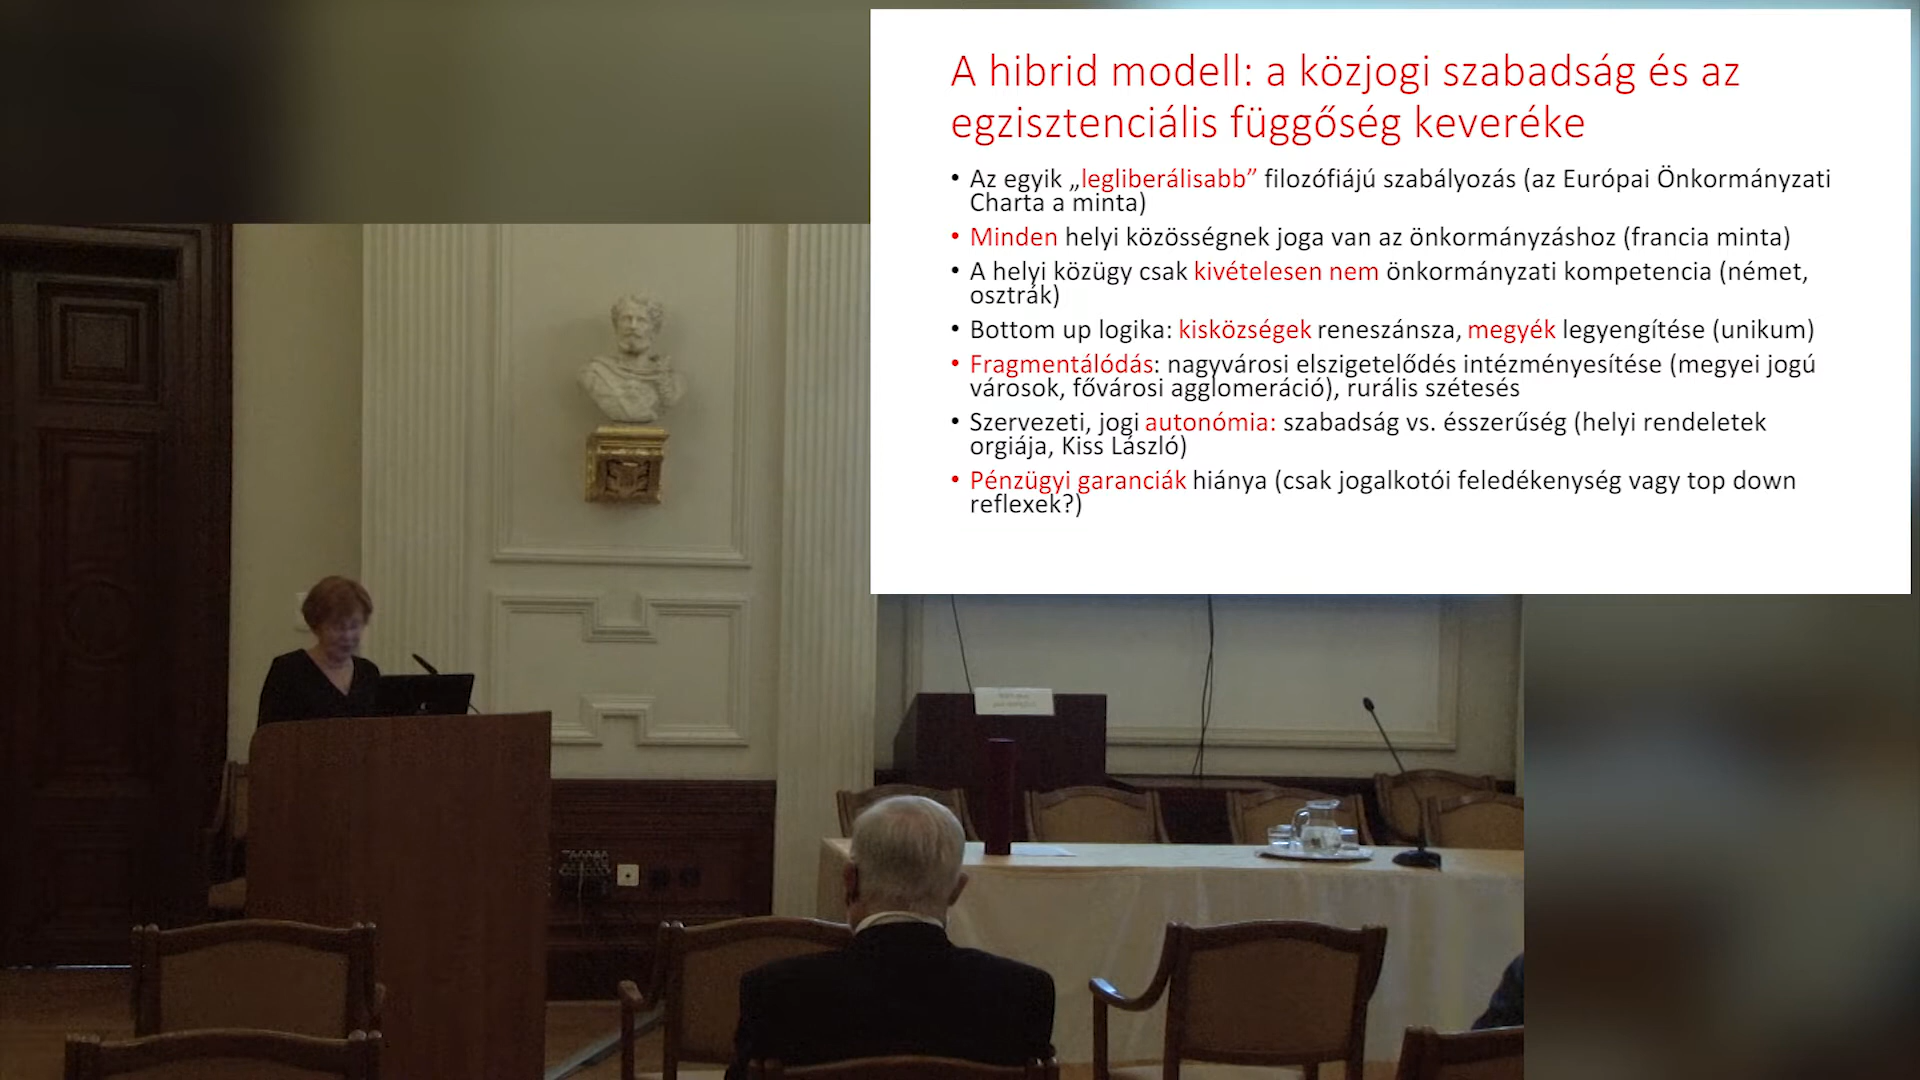 A hibrid modell: a közjogi szabadság és az
egzisztenciális függőség keveréke
• Az egyik „legliberálisabb” filozófiájú szabályozás (az Európai Önkormányzati
Charta a minta)
• Minden helyi közösségnek joga van az önkormányzáshoz (francia minta)
• A helyi közügy csak kivételesen nem önkormányzati kompetencia (német,
osztrák)
• Bottom up logika: kisközségek reneszánsza, megyék legyengítése (unikum)
• Fragmentálódás: nagyvárosi elszigetelődés intézményesítése (megyei jogú
városok, fővárosi agglomeráció), rurális szétesés
• Szervezeti, jogi autonómia: szabadság vs. ésszerűség (helyi rendeletek
orgiája, Kiss László)
• Pénzügyi garanciák hiánya (csak jogalkotói feledékenység vagy top down
reflexek?)